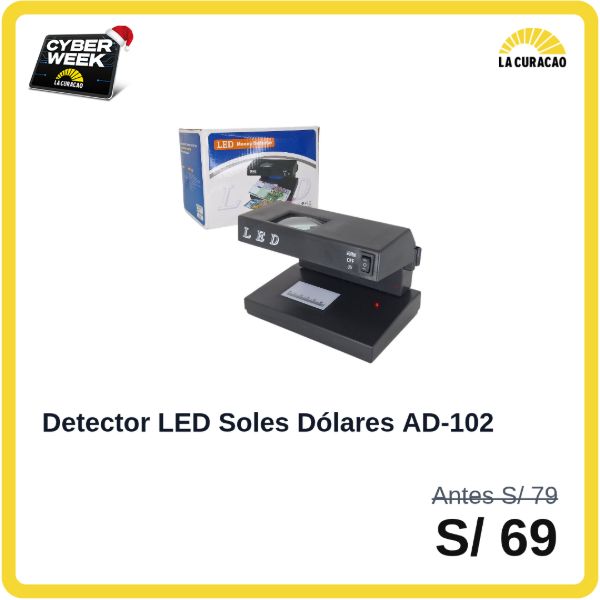 CYBER
WEEK
LA CURACAO
LA CURACAO
LED Money Detector
LED
LED
OFF
Detector LED Soles Dólares AD-102
Antes S/ 79
S/ 69